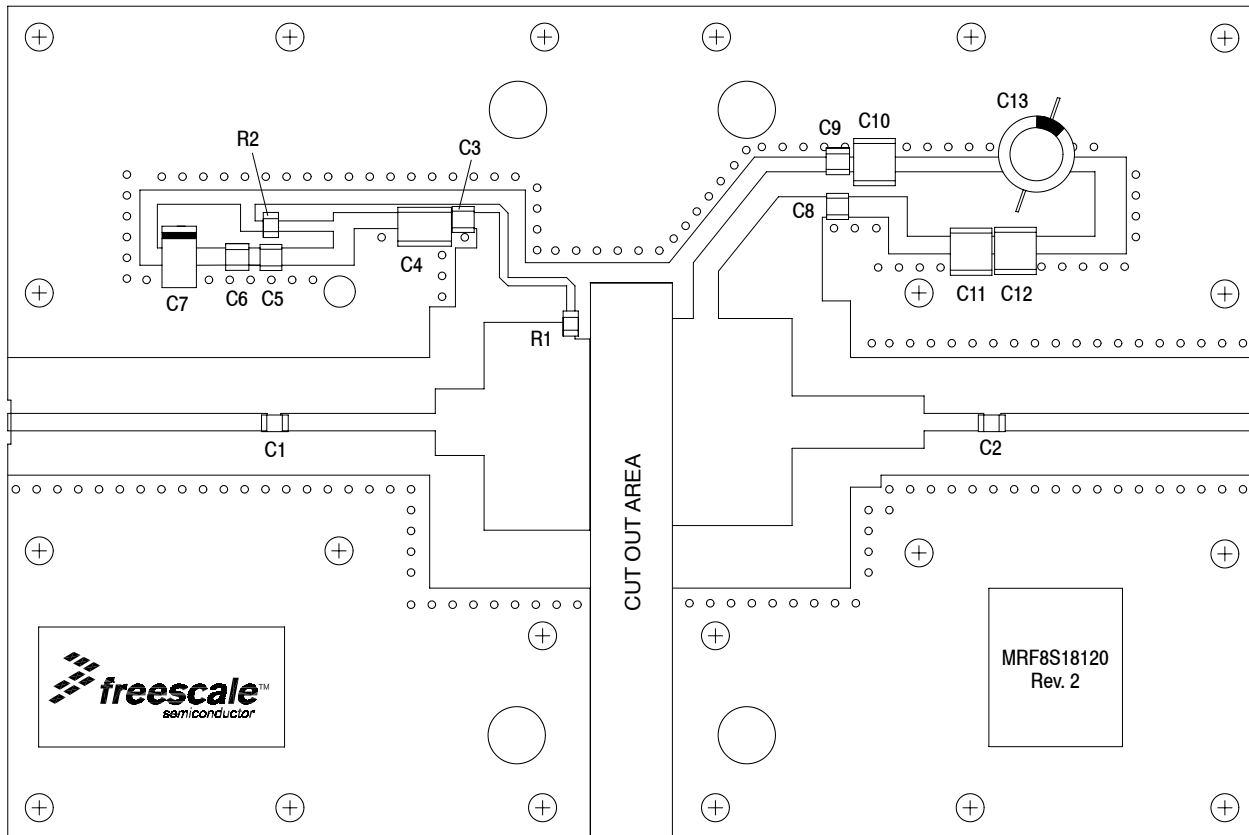 C13
C9 C10
R2
C3
C8
C4
C7 C6 C5
C11 C12
R1
C1
C2
CUT OUT AREA
freescale™
semiconductor
MRF8S18120
Rev. 2